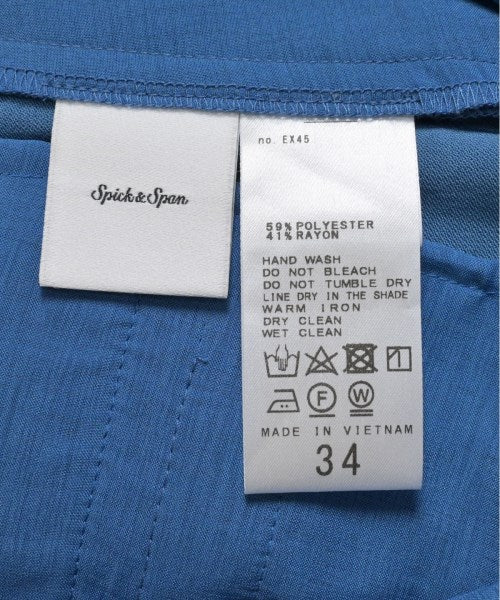 Spick & Span
no. EX45
59% POLYESTER
41% RAYON
HAND WASH
DO NOT BLEACH
DO NOT TUMBLE DRY
LINE DRY IN THE SHADE
WARM IRON
DRY CLEAN
WET CLEAN
F W
MADE IN VIETNAM
34